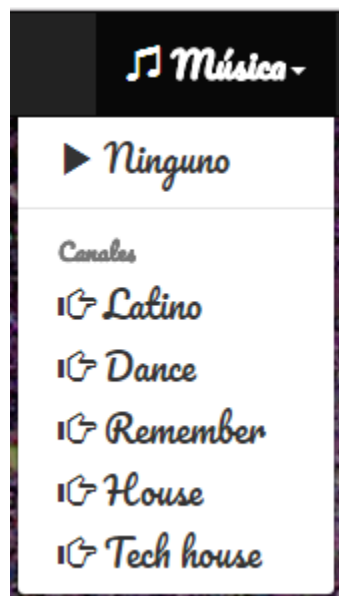 Música
Ninguno
Canales
Latino
Dance
Remember
House
Tech house